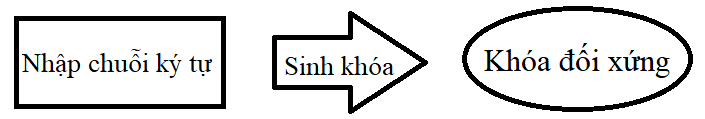 Nhập chuỗi ký tự
Sinh khóa
Khóa đối xứng